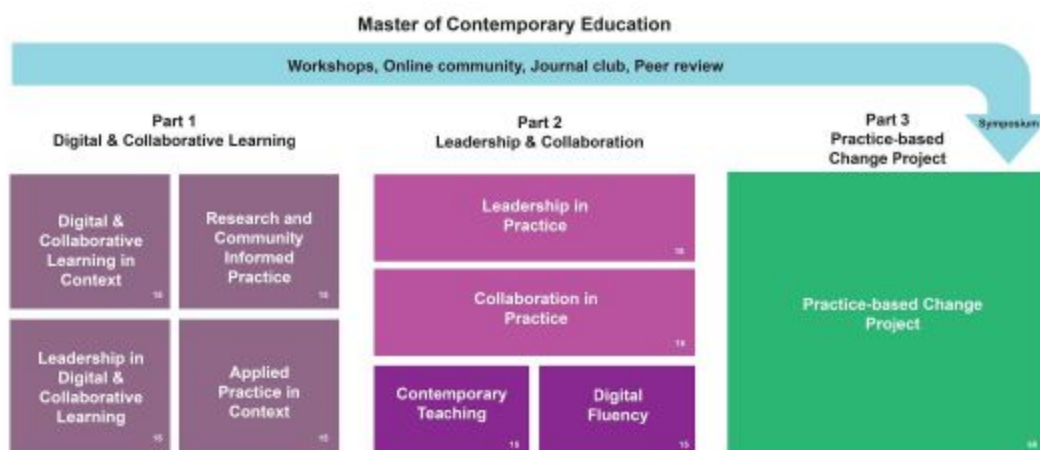 Master of Contemporary Education
Workshops, Online community, Journal club, Peer review
Symposium
Part 1
Digital & Collaborative Learning
Digital &
Collaborative
Learning in
Context
Research and
Community
Informed
Practice
Leadership in
Digital &
Collaborative
Learning
Applied
Practice in
Context
15
Part 2
Leadership & Collaboration
Leadership in
Practice
Collaboration in
Practice
Contemporary
Teaching
Digital
Fluency
15
Part 3
Practice-based
Change Project
Practice-based Change
Project